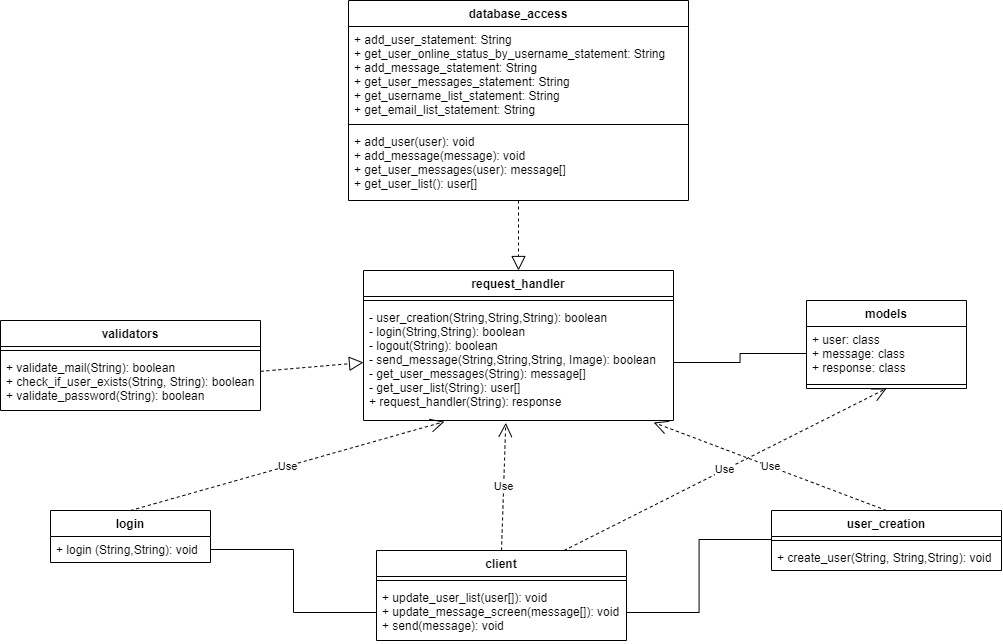 database_access
+ add_user_statement: String
+ get_user_online_status_by_username_statement: String
+ add_message_statement: String
+ get_user_messages_statement: String
+ get_username_list_statement: String
+ get_email_list_statement: String
+ add_user(user): void
+ add_message(message): void
+ get_user_messages(user): message[]
+ get_user_list(): user[]
request_handler
- user_creation(String,String,String): boolean
- login(String,String): boolean
- logout(String): boolean
- send_message(String,String,String, Image): boolean
- get_user_messages(String): message[]
- get_user_list(String): user[]
+ request_handler(String): response
validators
+ validate_mail(String): boolean
+ check_if_user_exists(String, String): boolean
+ validate_password(String): boolean
models
+ user: class
+ message: class
+ response: class
Use
Use
Use
Use
login
+ login (String,String): void
client
+ update_user_list(user[]): void
+ update_message_screen(message[]): void
+ send(message): void
user_creation
+ create_user(String, String,String): void